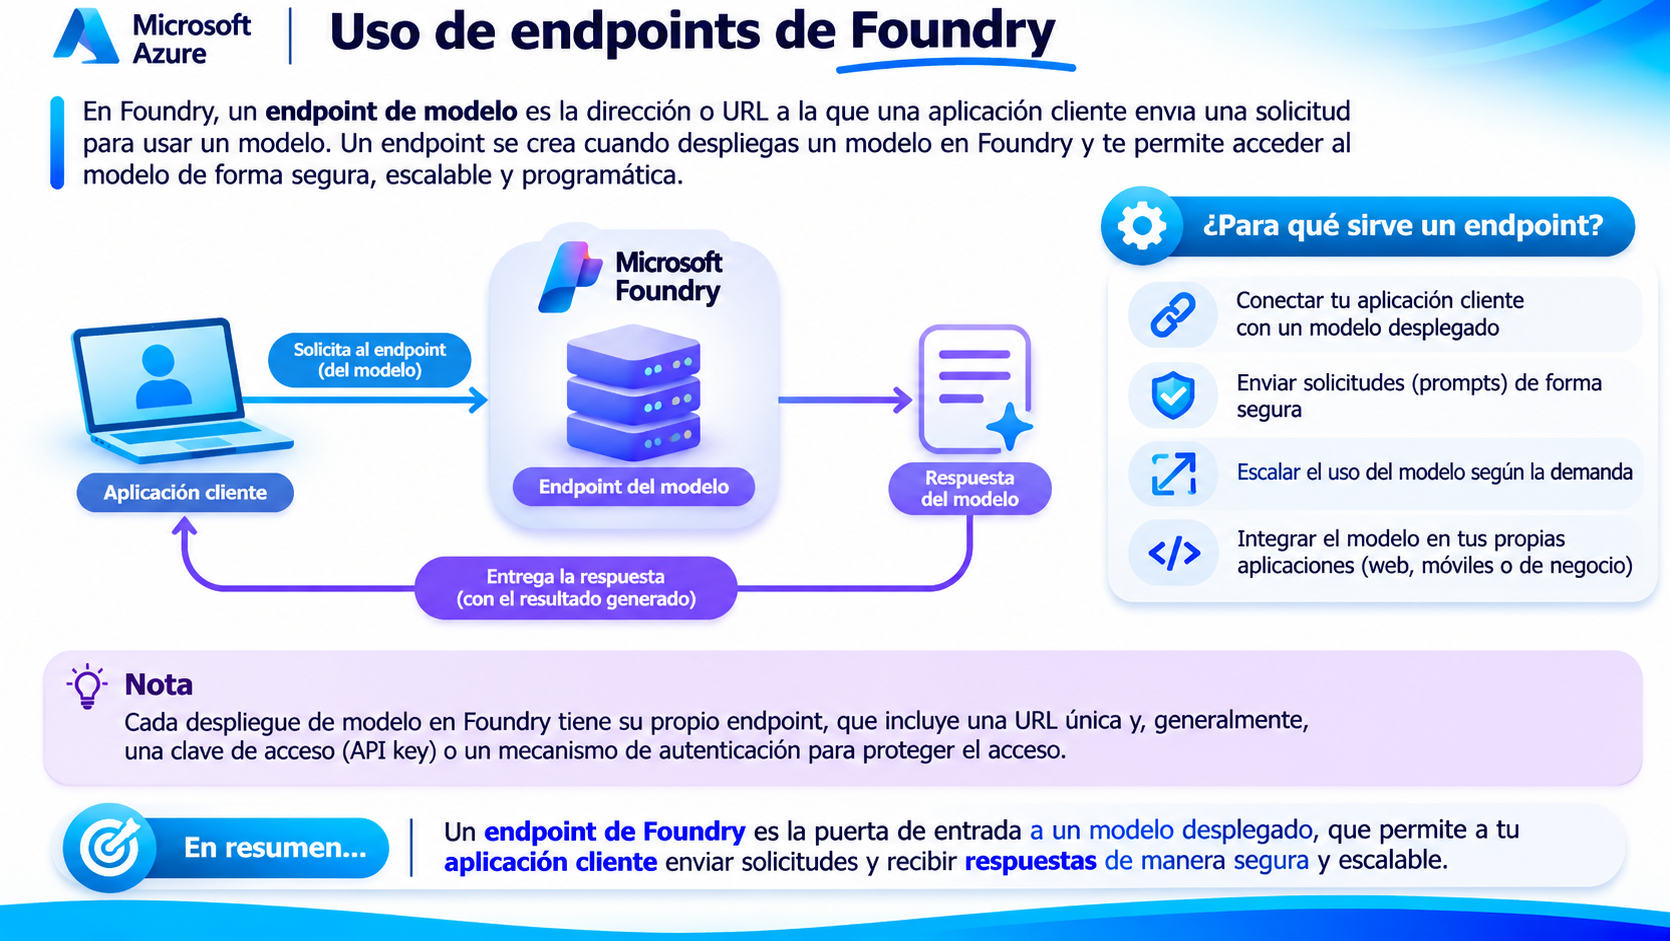 Microsoft
Azure
Uso de endpoints de Foundry
En Foundry, un endpoint de modelo es la dirección o URL a la que una aplicación cliente envıa una solicitud
para usar un modelo. Un endpoint se crea cuando despliegas un modelo en Foundry y te permite acceder al
modelo de forma segura, escalable y programática.
Microsoft
Foundry
Solicita al endpoint
(del modelo)
Aplicación cliente
Endpoint del modelo
Respuesta
del modelo
Entrega la respuesta
(con el resultado generado)
¿Para qué sirve un endpoint?
Conectar tu aplicación cliente
con un modelo desplegado
Enviar solicitudes (prompts) de forma
segura
Escalar el uso del modelo según la demanda
Integrar el modelo en tus propias
aplicaciones (web, móviles o de negocio)
Nota
Cada despliegue de modelo en Foundry tiene su propio endpoint, que incluye una URL única y, generalmente,
una clave de acceso (API key) o un mecanismo de autenticación para proteger el acceso.
En resumen...
Un endpoint de Foundry es la puerta de entrada a un modelo desplegado, que permite a tu
aplicación cliente enviar solicitudes y recibir respuestas de manera segura y escalable.